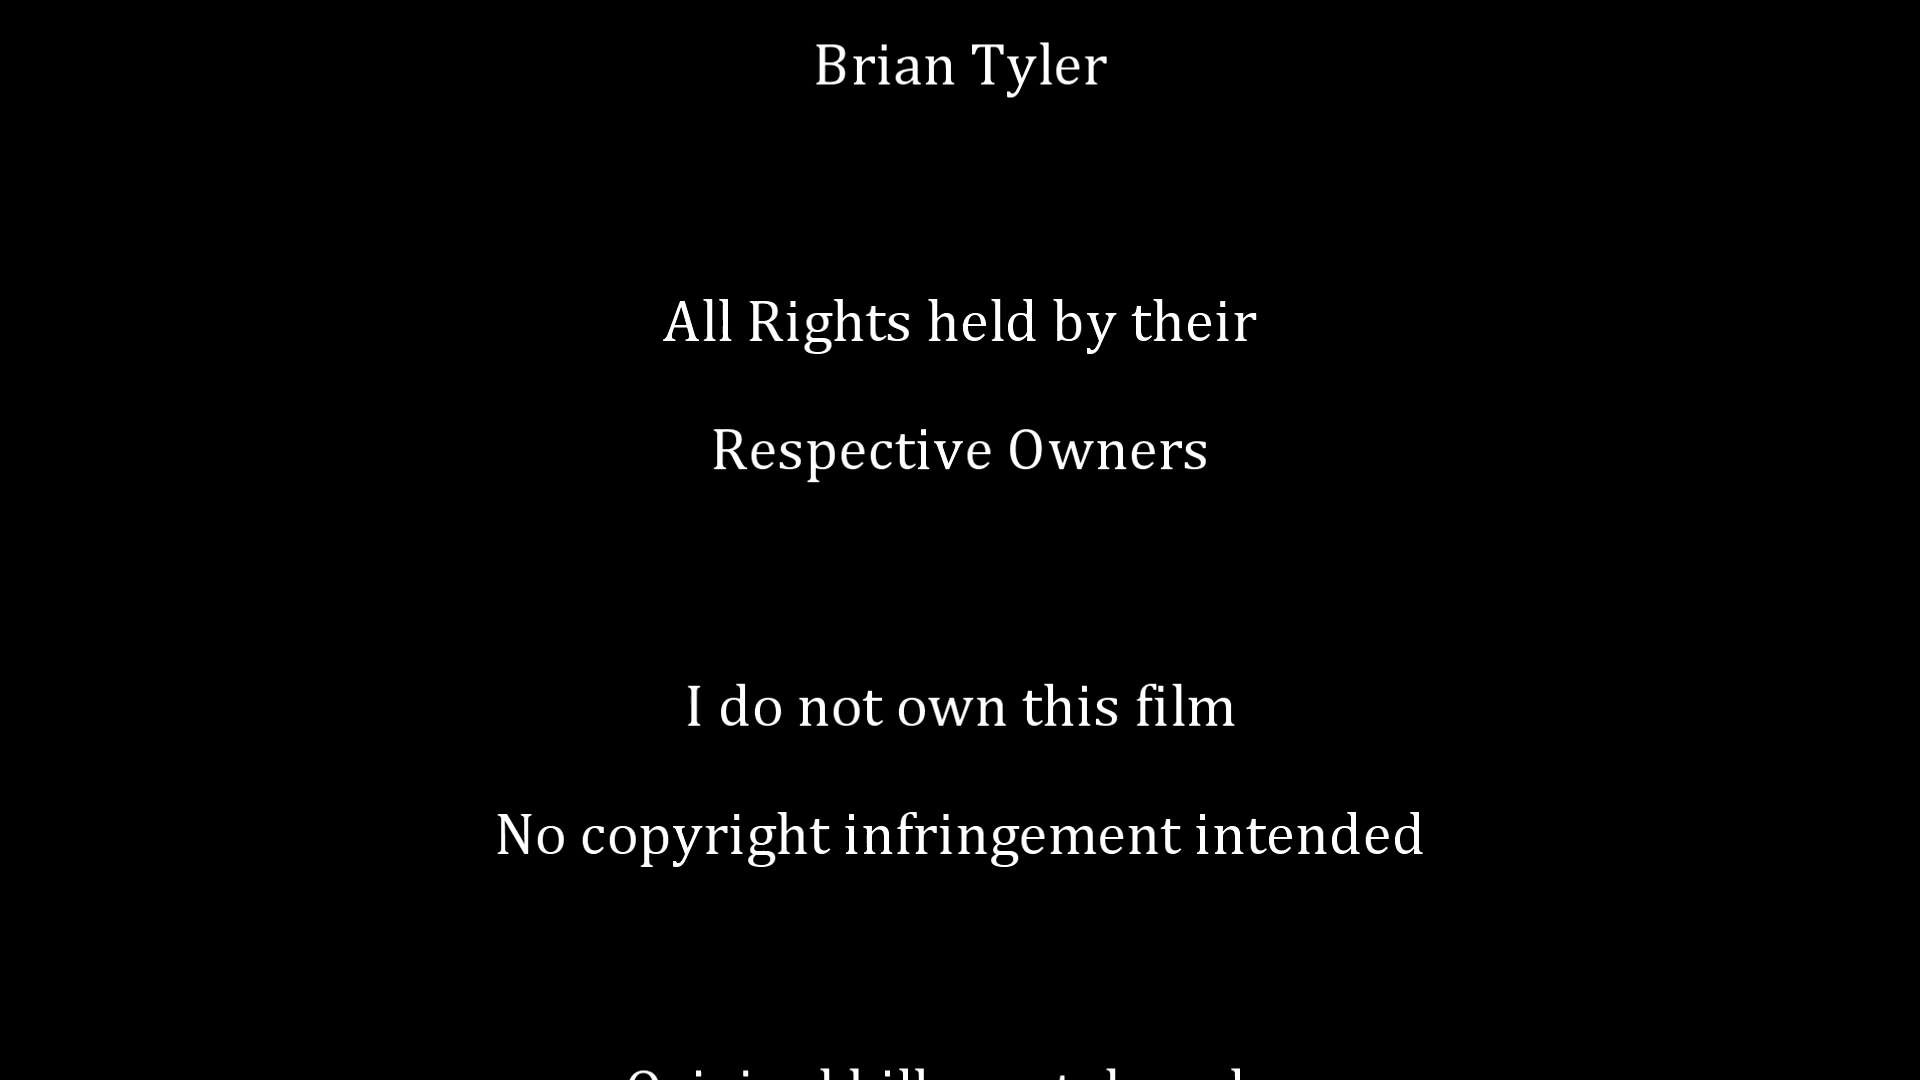 Brian Tyler
All Rights held by their
Respective Owners
I do not own this film
No copyright infringement intended